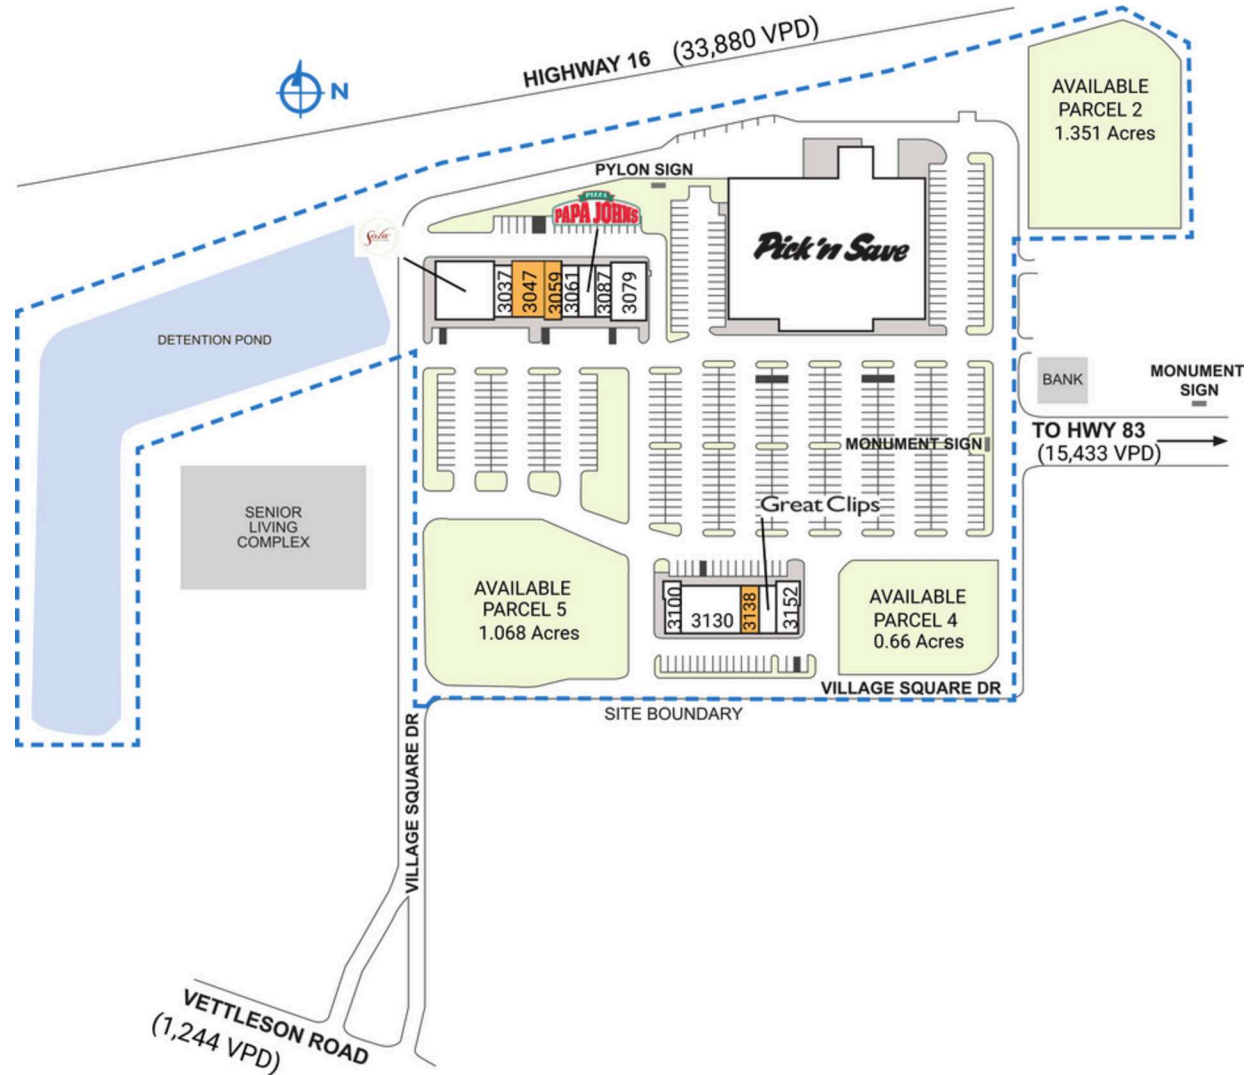 HIGHWAY 16 (33,880 VPD)
N
AVAILABLE
PARCEL 2
1.351 Acres
PYLON SIGN
PIZZA
PAPA JOHNS
Sola
Pick 'n Save
3037
3047
3059
3061
3087
3079
DETENTION POND
BANK
MONUMENT
SIGN
TO HWY 83
(15,433 VPD)
MONUMENT SIGN
SENIOR
LIVING
COMPLEX
Great Clips
AVAILABLE
PARCEL 5
1.068 Acres
3100
3130
3138
3152
AVAILABLE
PARCEL 4
0.66 Acres
VILLAGE SQUARE DR
SITE BOUNDARY
VILLAGE SQUARE DR
VETTLESON ROAD
(1,244 VPD)